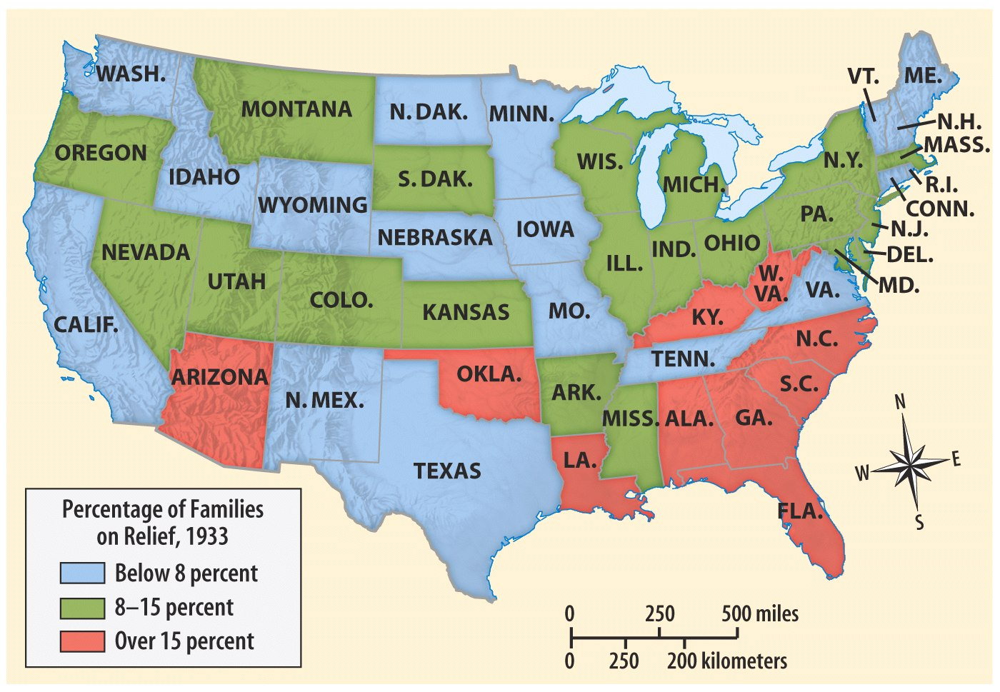 WASH.
MONTANA
N. DAK.
MINN.
VT.
ME.
N.H.
MASS.
OREGON
IDAHO
WYOMING
S. DAK.
WIS.
MICH.
N.Y.
R.I.
CONN.
N.J.
DEL.
MD.
NEVADA
UTAH
COLO.
NEBRASKA
IOWA
ILL.
IND.
OHIO
PA.
W.
VA.
VA.
CALIF.
KANSAS
MO.
KY.
TENN.
N.C.
S.C.
ARIZONA
N. MEX.
OKLA.
ARK.
MISS.
ALA.
GA.
TEXAS
LA.
FLA.
N
W
E
S
Percentage of Families
on Relief, 1933
Below 8 percent
8–15 percent
Over 15 percent
0 250 500 miles
0 250 200 kilometers